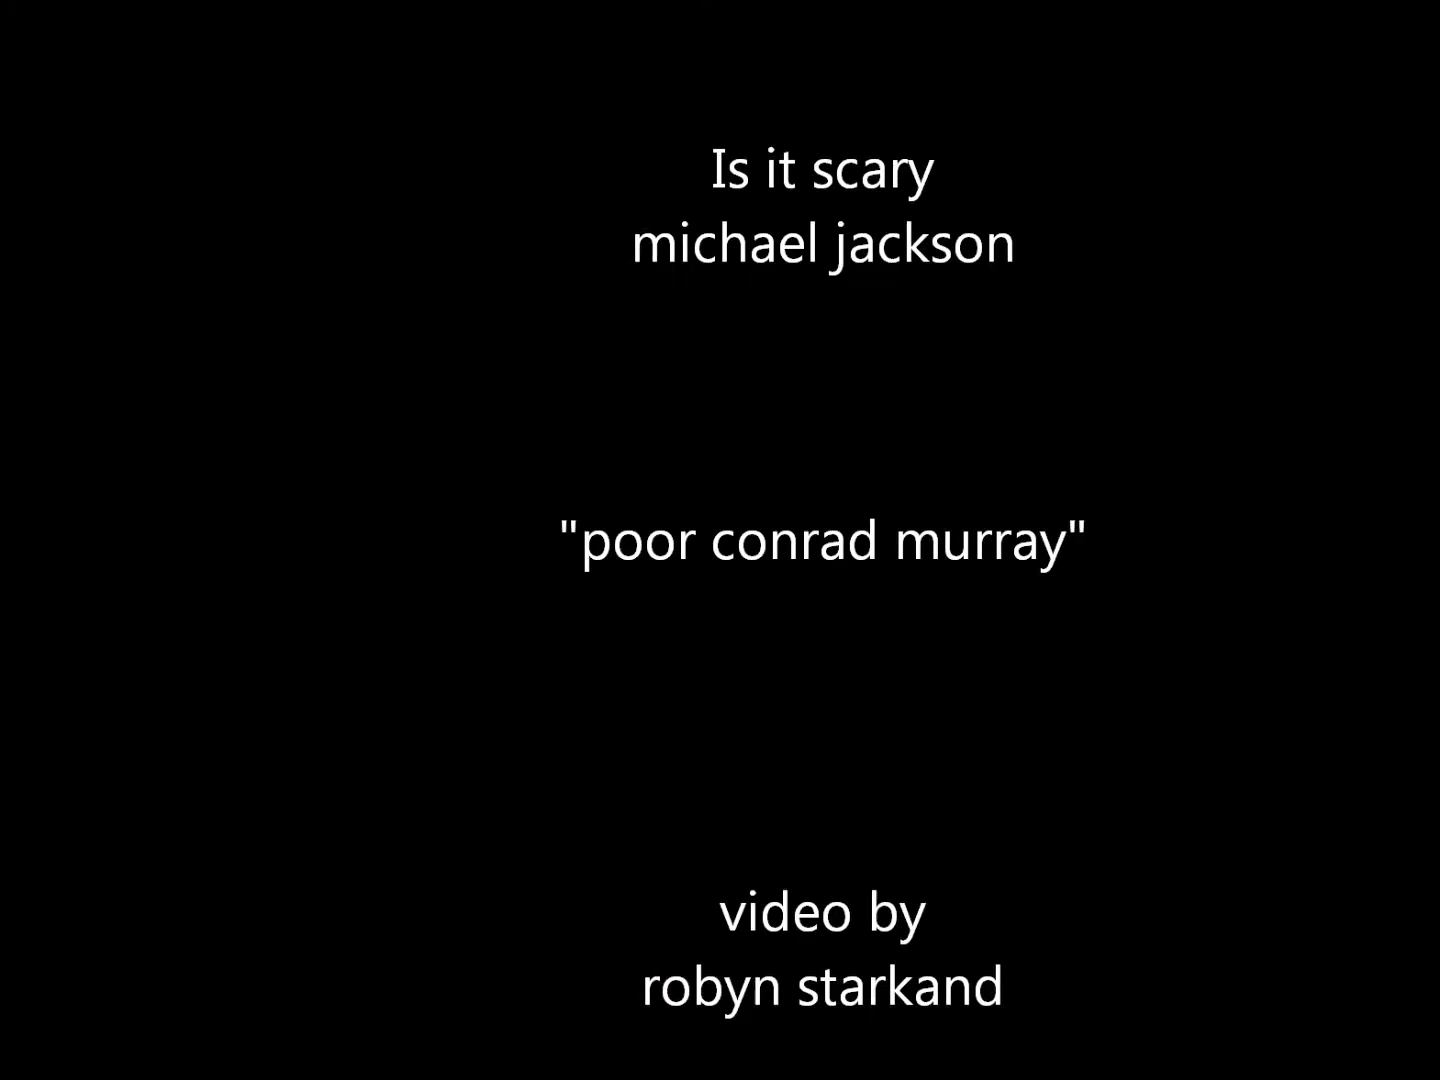 Is it scary
michael jackson
"poor conrad murray"
video by
robyn starkand